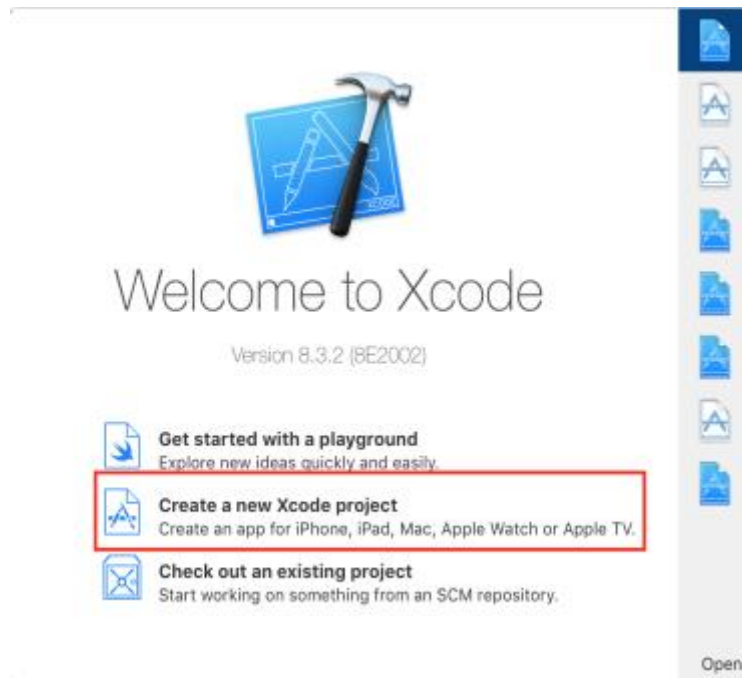 XCODE
Welcome to Xcode
Version 8.3.2 (8E2002)
Get started with a playground
Explore new ideas quickly and easily.
Create a new Xcode project
Create an app for iPhone, iPad, Mac, Apple Watch or Apple TV.
Check out an existing project
Start working on something from an SCM repository.
Open